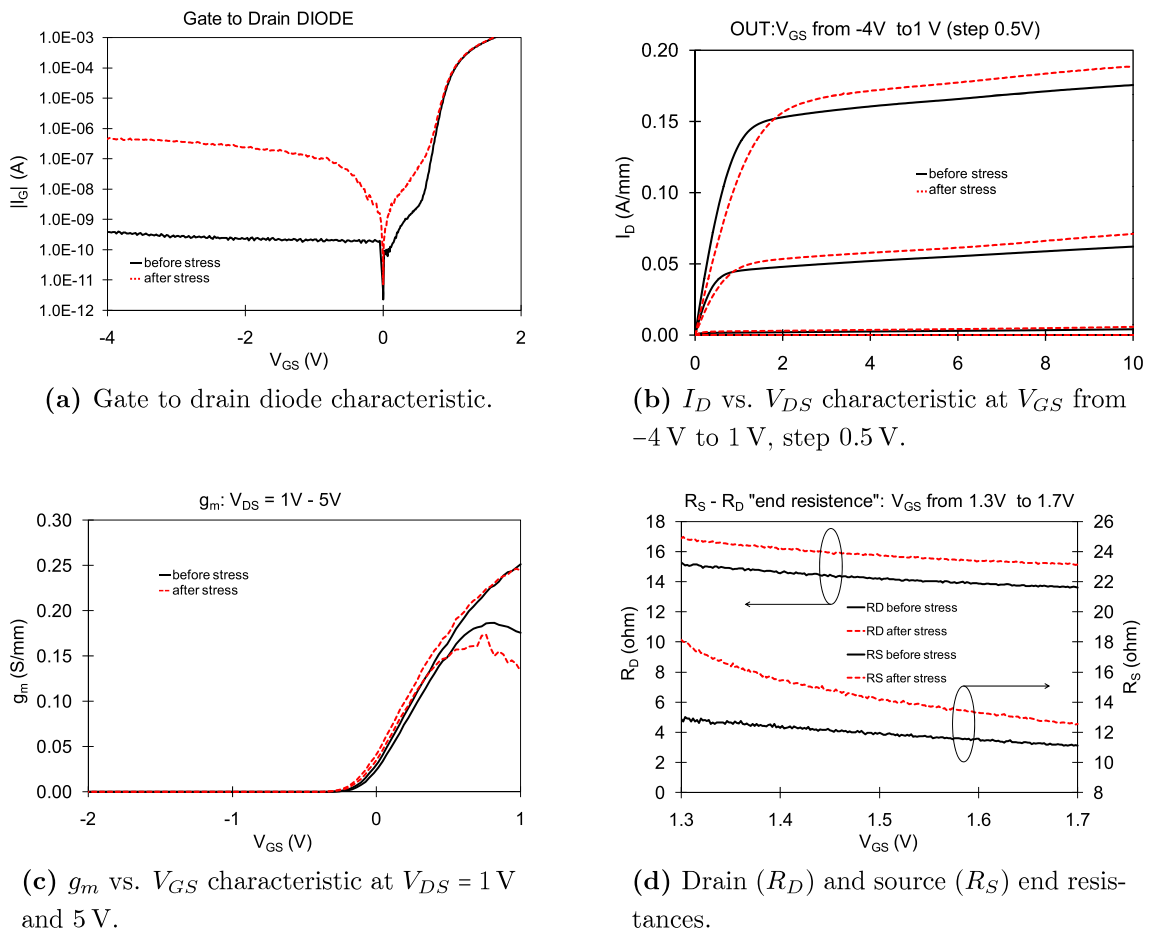 Gate to Drain DIODE
1.0E-03
1.0E-04
1.0E-05
1.0E-06
1.0E-07
1.0E-08
1.0E-09
1.0E-10
1.0E-11
1.0E-12
|IG| (A)
before stress
after stress
-4 -2 0 2
VGS (V)
(a) Gate to drain diode characteristic.
OUT:VGS from -4V to1 V (step 0.5V)
0.20
0.15
0.10
0.05
0.00
ID (A/mm)
before stress
after stress
0 2 4 6 8 10
(b) ID vs. VDS characteristic at VGS from
–4 V to 1 V, step 0.5 V.
gm: VDS = 1V - 5V
0.30
0.25
0.20
0.15
0.10
0.05
0.00
gm (S/mm)
before stress
after stress
-2 -1 0 1
VGS (V)
(c) gm vs. VGS characteristic at VDS = 1 V
and 5 V.
RS - RD "end resistence": VGS from 1.3V to 1.7V
18
16
14
12
10
8
6
4
2
0
RD (ohm)
RD before stress
RD after stress
RS before stress
RS after stress
26
24
22
20
18
16
14
12
10
8
RS (ohm)
1.3 1.4 1.5 1.6 1.7
VGS (V)
(d) Drain (RD) and source (RS) end resis-
tances.